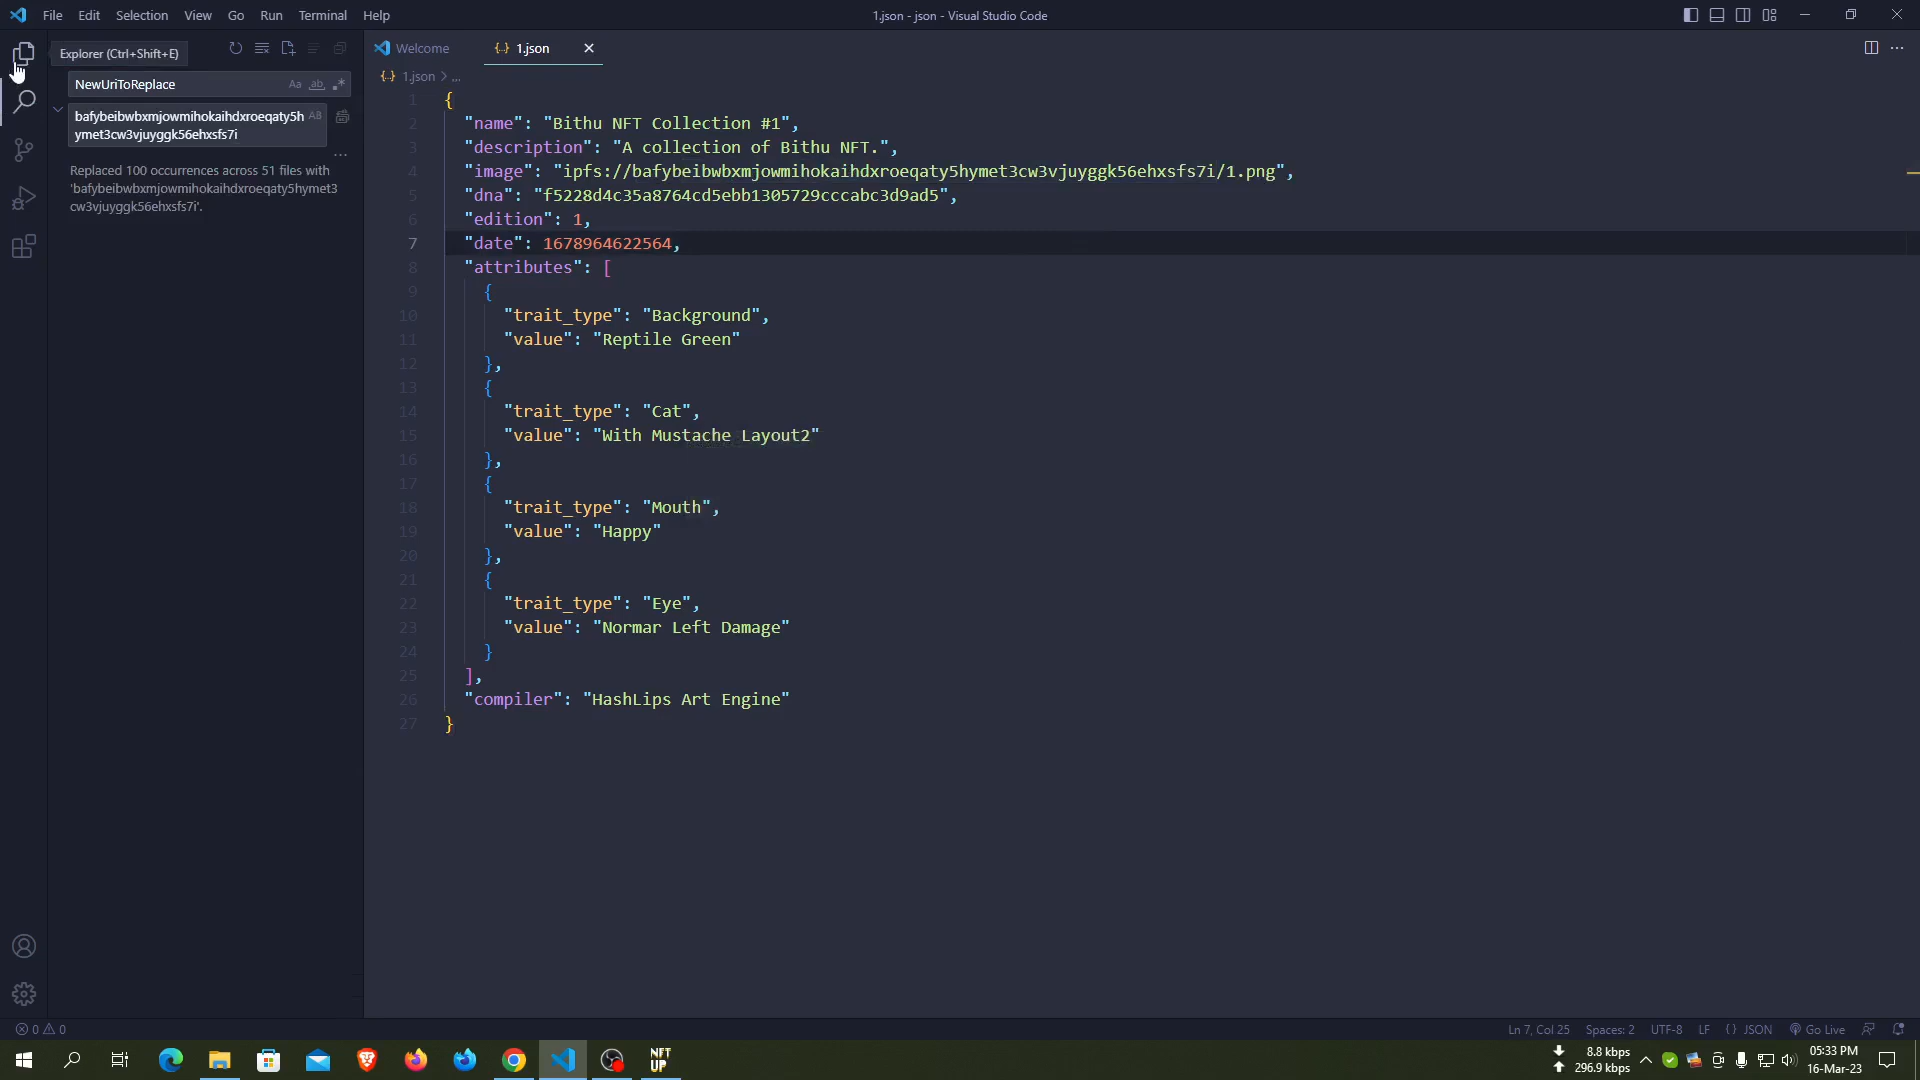 File Edit Selection View Go Run Terminal Help
1.json - json - Visual Studio Code
Explorer (Ctrl+Shift+E)
NewUriToReplace
Aa ab
bafybeibwbxmjowmihokaihdxroeqaty5h
ymet3cw3vjuyggk56ehxsfs7i
AB
Replaced 100 occurrences across 51 files with
'bafybeibwbxmjowmihokaihdxroeqaty5hymet3
cw3vjuyggk56ehxsfs7i'.
Welcome
{..} 1.json
{..} 1.json > ...
1 {
2 "name": "Bithu NFT Collection #1",
3 "description": "A collection of Bithu NFT.",
4 "image": "ipfs://bafybeibwbxmjowmihokaihdxroeqaty5hymet3cw3vjuyggk56ehxsfs7i/1.png",
5 "dna": "f5228d4c35a8764cd5ebb1305729cccabc3d9ad5",
6 "edition": 1,
7 "date": 1678964622564,
8 "attributes": [
9 {
10 "trait_type": "Background",
11 "value": "Reptile Green"
12 },
13 {
14 "trait_type": "Cat",
15 "value": "With Mustache Layout2"
16 },
17 {
18 "trait_type": "Mouth",
19 "value": "Happy"
20 },
21 {
22 "trait_type": "Eye",
23 "value": "Normar Left Damage"
24 }
25 ],
26 "compiler": "HashLips Art Engine"
27 }
0 0
Ln 7, Col 25 Spaces: 2 UTF-8 LF {} JSON Go Live
NFT
UP
8.8 kbps
296.9 kbps
05:33 PM
16-Mar-23